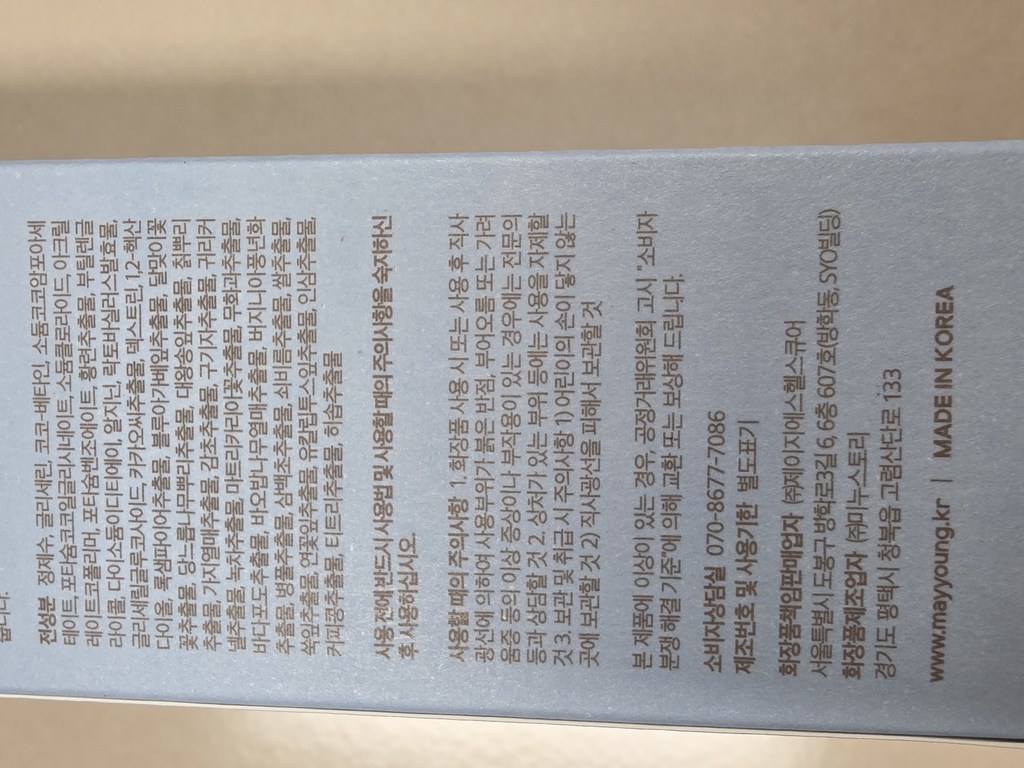 됩니다.
전성분 정제수, 글리세린, 코코-베타인, 소듐코코암포아세
테이트, 포타슘코코일글리시네이트, 소듐클로라이드, 아크릴
레이트코폴리머, 포타슘벤조에이트, 황련추출물, 부틸렌글
라이콜, 다이소듐이디티에이, 알지닌, 락토바실러스발효물,
글리세릴글루코사이드, 카카오씨추출물, 덱스트린, 1,2-헥산
다이올, 록샘파이어추출물, 블루아가베잎추출물, 달맞이꽃
꽃추출물, 당느릅나무뿌리추출물, 대왕송잎추출물, 칡뿌리
추출물, 가지열매추출물, 감초추출물, 구기자추출물, 귀리커
넬추출물, 녹차추출물, 마트리카리아꽃추출물, 무화과추출물,
바다포도추출물, 바오밥나무열매추출물, 버지니아풍년화
추출물, 병풀추출물, 삼백초추출물, 쇠비름추출물, 쌀추출물,
쑥잎추출물, 연꽃잎추출물, 유칼립투스잎추출물, 인삼추출물,
커피콩추출물, 티트리추출물, 하습추출물
사용 전에 반드시 사용법 및 사용할 때의 주의사항을 숙지하신
후 사용하십시오.
사용할 때의 주의사항 1. 화장품 사용 시 또는 사용 후 직사
광선에 의하여 사용부위가 붉은 반점, 부어오름 또는 가려
움증 등의 이상 증상이나 부작용이 있는 경우에는 전문의
등과 상담할 것 2. 상처가 있는 부위 등에는 사용을 자제할
것 3. 보관 및 취급 시 주의사항 1) 어린이의 손이 닿지 않는
곳에 보관할 것 2) 직사광선을 피해서 보관할 것
본 제품에 이상이 있는 경우, 공정거래위원회 고시 "소비자
분쟁 해결 기준"에 의해 교환 또는 보상해 드립니다.
소비자상담실 070-8677-7086
제조번호 및 사용기한 별도표기
화장품책임판매업자 ㈜제이지에스헬스큐어
서울특별시 도봉구 방학로3길 6, 6층 607호(방학동, SYO빌딩)
화장품제조업자 ㈜미누스토리
경기도 평택시 청북읍 고렴산단로 133
www.mayyoung.kr | MADE IN KOREA